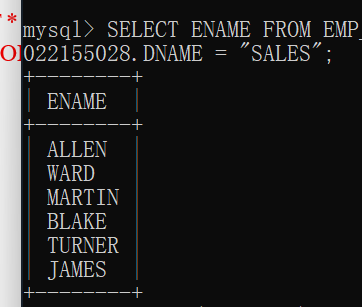 *
mysql> SELECT ENAME FROM EMP_
022155028.DNAME = "SALES";
+--------+
| ENAME |
+--------+
| ALLEN |
| WARD |
| MARTIN |
| BLAKE |
| TURNER |
| JAMES |
+--------+